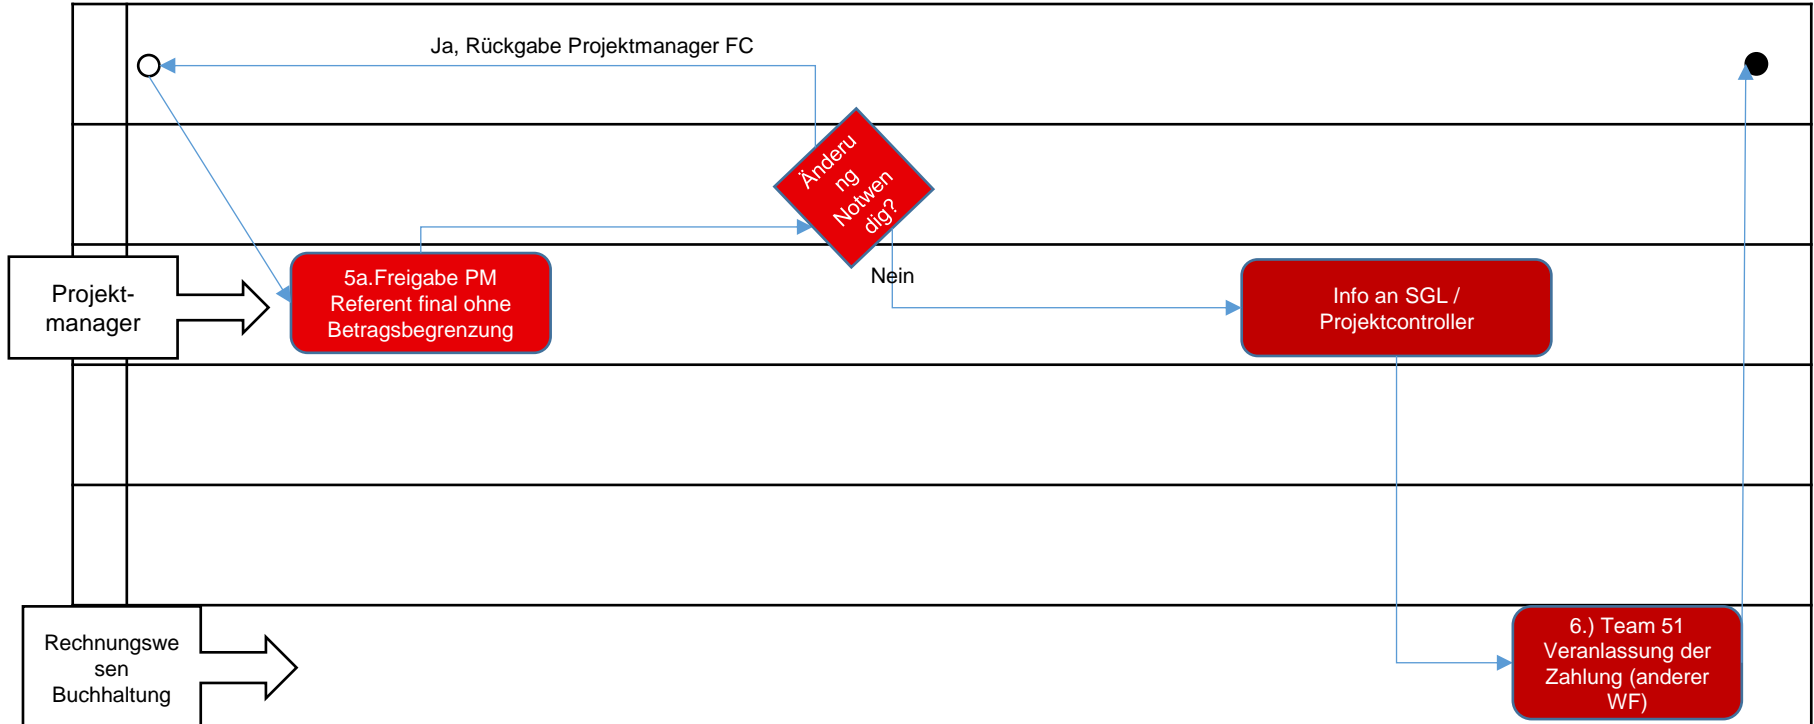 Ja, Rückgabe Projektmanager FC
Änderu
ng
Notwen
dig?
Nein
Projekt-
manager
5a.Freigabe PM
Referent final ohne
Betragsbegrenzung
Info an SGL /
Projektcontroller
Rechnungswe
sen
Buchhaltung
6.) Team 51
Veranlassung der
Zahlung (anderer
WF)